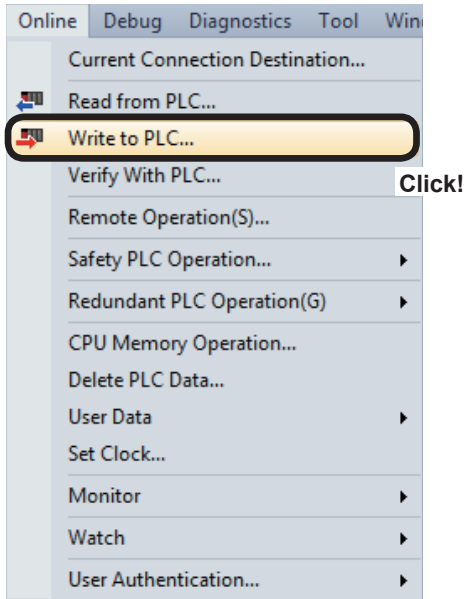 Online Debug Diagnostics Tool
Current Connection Destination...
Read from PLC...
Write to PLC...
Click!
Verify With PLC...
Remote Operation(S)...
Safety PLC Operation...
Redundant PLC Operation(G)
CPU Memory Operation...
Delete PLC Data...
User Data
Set Clock...
Monitor
Watch
User Authentication...